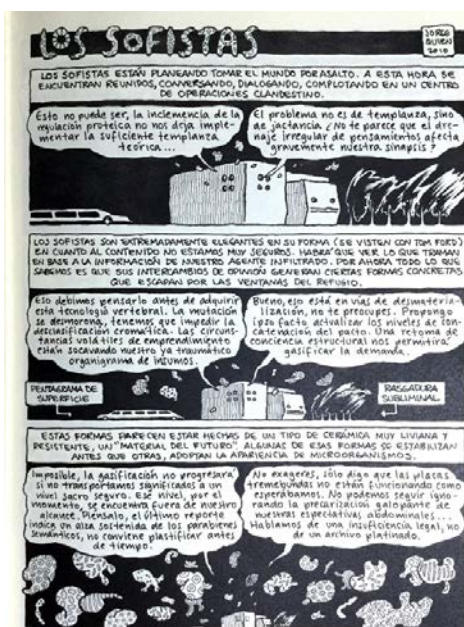 LOS SOFISTAS
JORGE
QUIEN
2010
LOS SOFISTAS ESTÁN PLANEANDO TOMAR EL MUNDO POR ASALTO. A ESTA HORA SE
ENCUENTRAN REUNIDOS, CONVERSANDO, DIALOGANDO, COMPLOTANDO EN UN CENTRO
DE OPERACIONES CLANDESTINO.
Esto no puede ser, la inclemencia de la
regulación proteica no nos deja imple-
mentar la suficiente templanza
teórica...
El problema no es de templanza, sino
de jactancia ¿No te parece que el dre-
naje irregular de pensamientos afecta
gravemente nuestra sinapsis?
LOS SOFISTAS SON EXTREMADAMENTE ELEGANTES EN SU FORMA (SE VISTEN CON TOM FORD)
EN CUANTO AL CONTENIDO NO ESTAMOS MUY SEGUROS. HABRÁ QUE VER LO QUE TRAMAN
EN BASE A LA INFORMACIÓN DE NUESTRO AGENTE INFILTRADO. POR AHORA TODO LO QUE
SABEMOS ES QUE SUS INTERCAMBIOS DE OPINIÓN GENERAN CIERTAS FORMAS CONCRETAS
QUE ESCAPAN POR LAS VENTANAS DEL REFUGIO.
Eso debimos pensarlo antes de adquirir
esta tecnología vertebral. La mutación
se desmorona, tenemos que impedir la
desclasificación cromática. Las circuns-
tancias volátiles de emprendimiento
están socavando nuestro ya traumático
organigrama de insumos.
Bueno, eso está en vías de desmateria-
lización, no te preocupes. Propongo
ipso facto actualizar los niveles de con-
catenación del pacto. Una retoma de
conciencia estructural nos permitirá
gasificar la demanda.
PENTAGRAMA DE
SUPERFICIE
RASGADURA
SUBLIMINAL
ESTAS FORMAS PARECEN ESTAR HECHAS DE UN TIPO DE CERÁMICA MUY LIVIANA Y
RESISTENTE, UN "MATERIAL DEL FUTURO". ALGUNAS DE ESAS FORMAS SE ESTABILIZAN
ANTES QUE OTRAS, ADOPTAN LA APARIENCIA DE MICROORGANISMOS.
Imposible, la gasificación no progresará
si no transportamos significados a un
nivel sacro seguro. Ese nivel, por el
momento, se encuentra fuera de nuestro
alcance. Piénsalo, el último reporte
indica un alza sostenida de los parabienes
semánticos, no conviene plastificar antes
de tiempo.
No exageres, sólo digo que las placas
tremebundas no están funcionando como
esperábamos. No podemos seguir igno-
rando la precarización galopante de
nuestras espectativas abdominales...
Hablamos de una insuficiencia legal, no
de un archivo platinado.